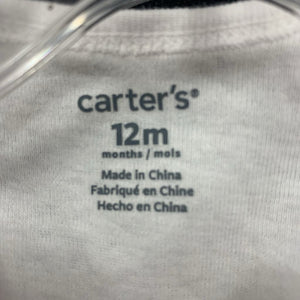 carter's®
12m
months / mois
Made in China
Fabriqué en Chine
Hecho en China